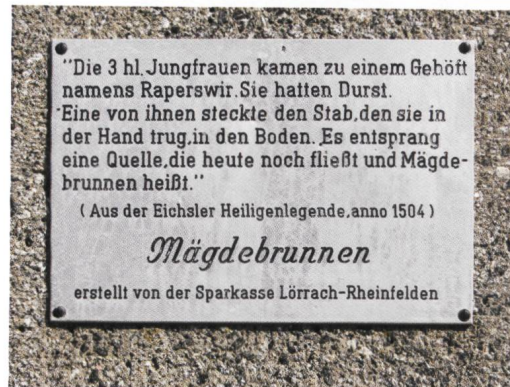 "Die 3 hl. Jungfrauen kamen zu einem Gehöft
namens Raperswir. Sie hatten Durst.
Eine von ihnen steckte den Stab, den sie in
der Hand trug, in den Boden. Es entsprang
eine Quelle, die heute noch fließt und Mägde-
brunnen heißt."
( Aus der Eichsler Heiligenlegende, anno 1504 )
Mägdebrunnen
erstellt von der Sparkasse Lörrach-Rheinfelden